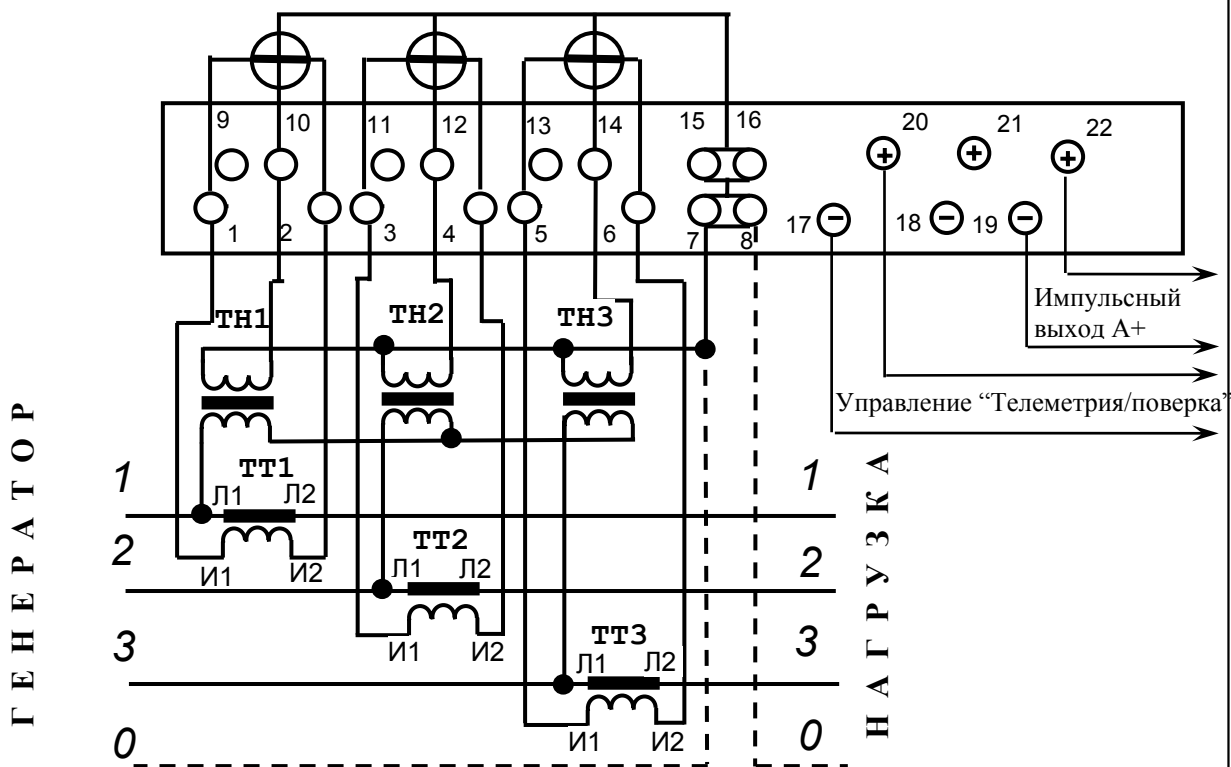 9 10 11 12 13 14 15 16 20 21 22
1 2 3 4 5 6 7 8 17 18 19
ТН1 ТН2 ТН3
Импульсный
выход А+
Управление “Телеметрия/поверка”
ГЕНЕРАТОР
НАГРУЗКА
1 ТТ1 1
Л1 Л2
2 ТТ2 2
И1 И2 Л1 Л2
3 ТТ3 3
И1 И2 Л1 Л2
0 И1 И2 0